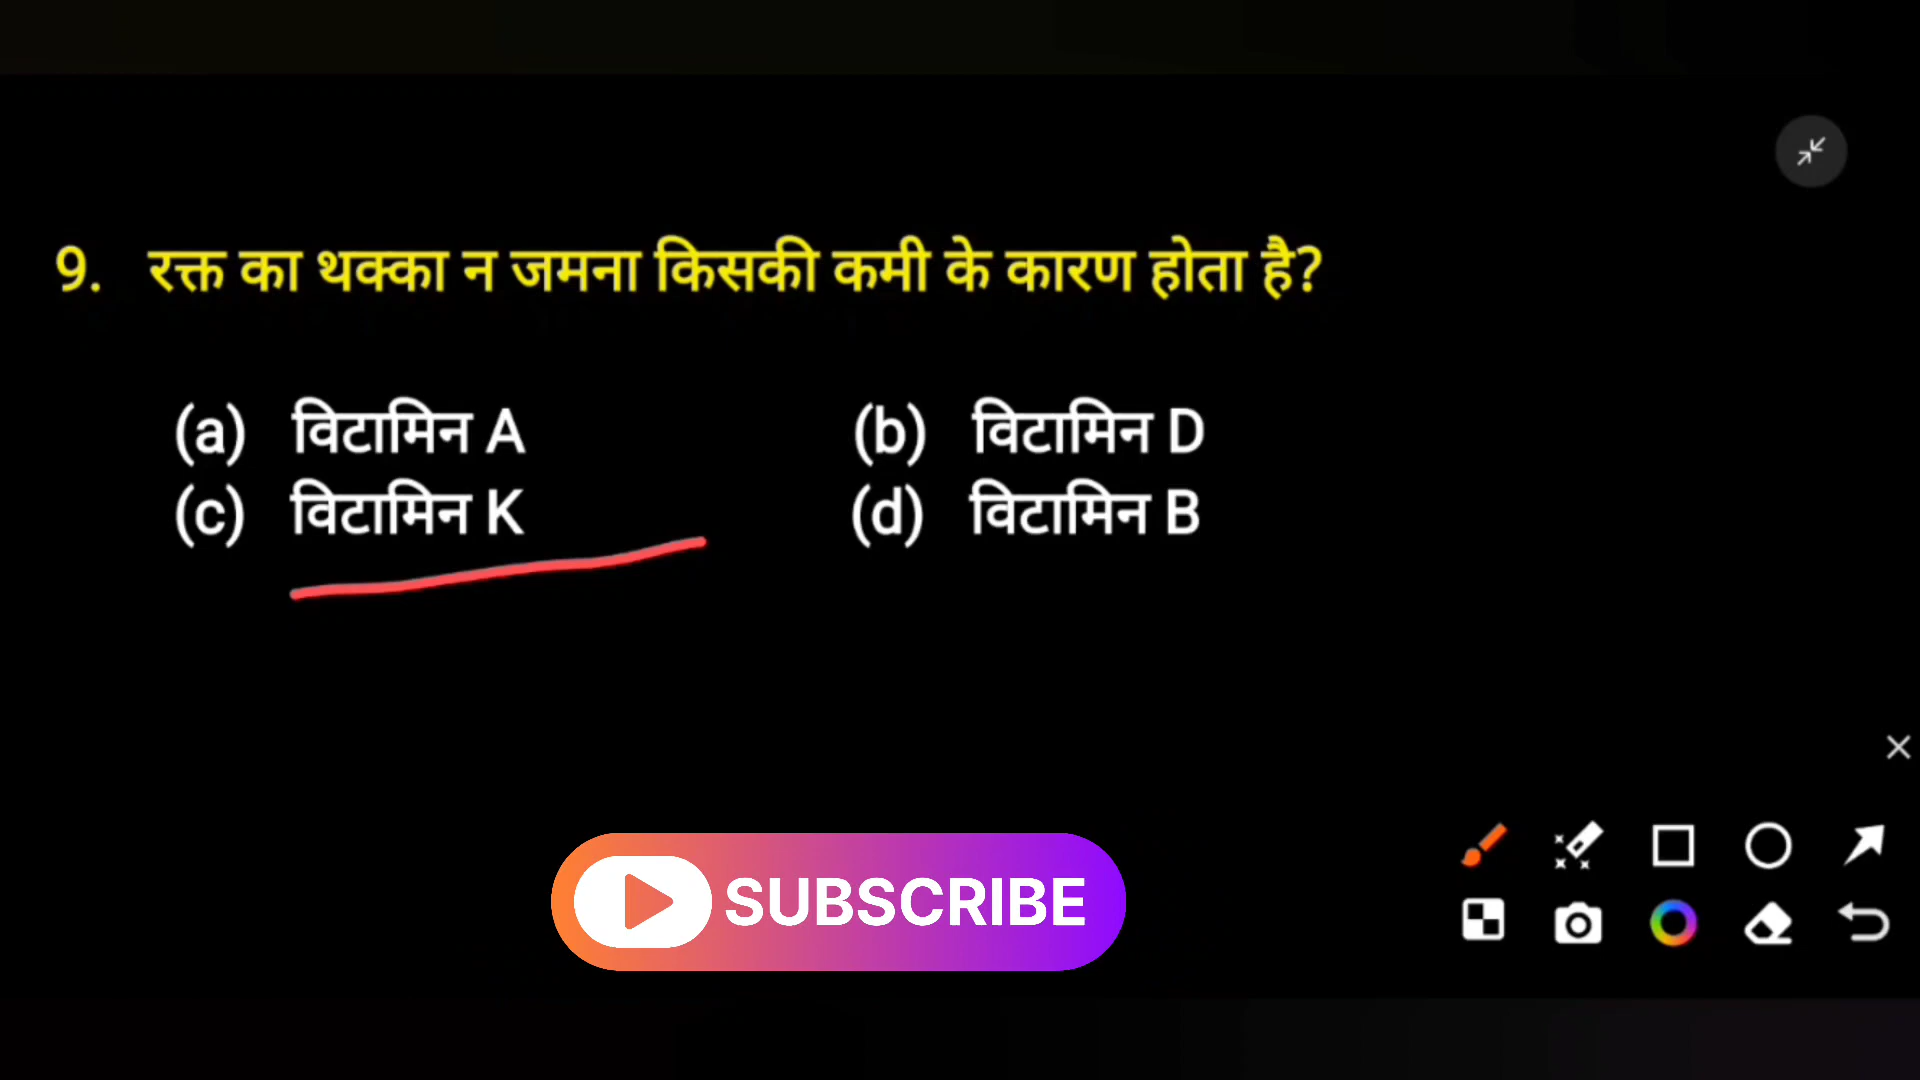 9. रक्त का थक्का न जमना किसकी कमी के कारण होता है?
(a) विटामिन A (b) विटामिन D
(c) विटामिन K (d) विटामिन B
SUBSCRIBE